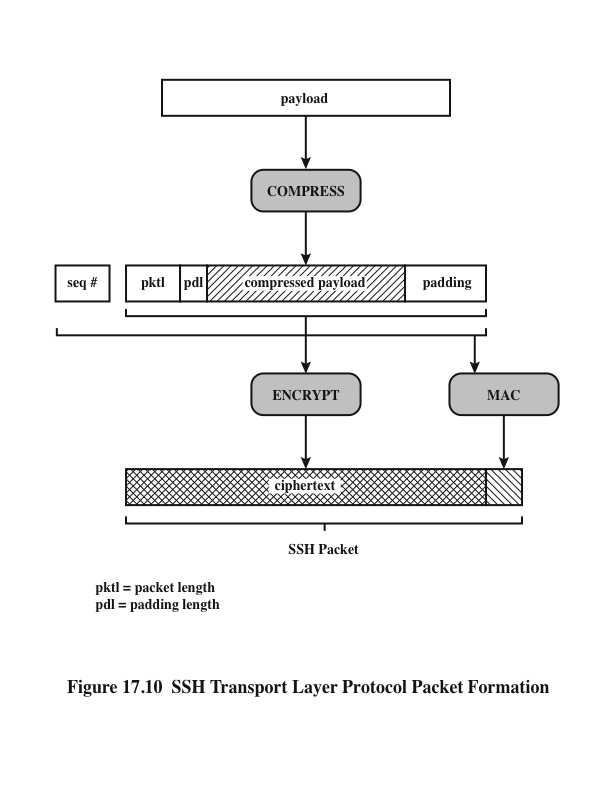 payload
COMPRESS
seq # pktl pdl compressed payload padding
ENCRYPT MAC
ciphertext
SSH Packet
pktl = packet length
pdl = padding length
Figure 17.10 SSH Transport Layer Protocol Packet Formation